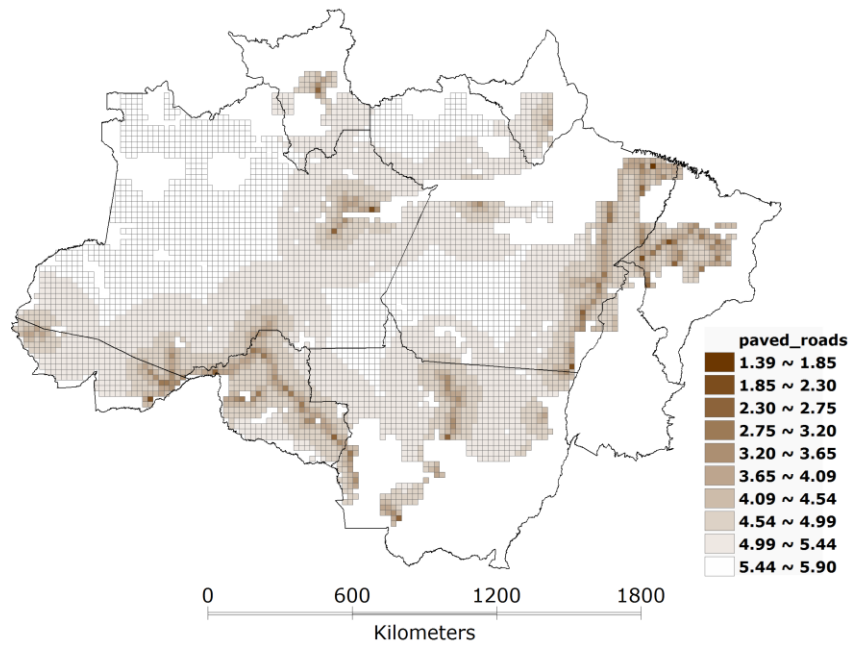 paved_roads
1.39 ~ 1.85
1.85 ~ 2.30
2.30 ~ 2.75
2.75 ~ 3.20
3.20 ~ 3.65
3.65 ~ 4.09
4.09 ~ 4.54
4.54 ~ 4.99
4.99 ~ 5.44
5.44 ~ 5.90
0 600 1200 1800
Kilometers